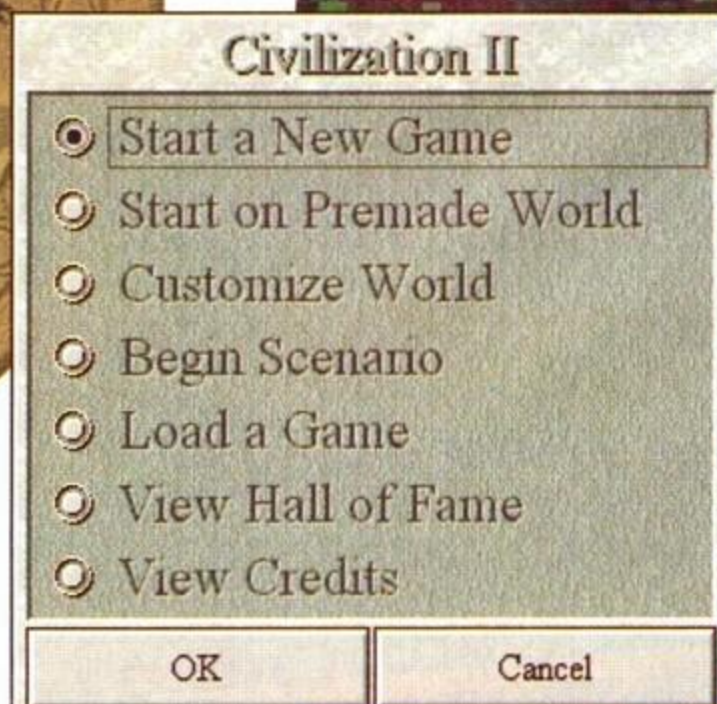 Civilization II
Start a New Game
Start on Premade World
Customize World
Begin Scenario
Load a Game
View Hall of Fame
View Credits
OK
Cancel